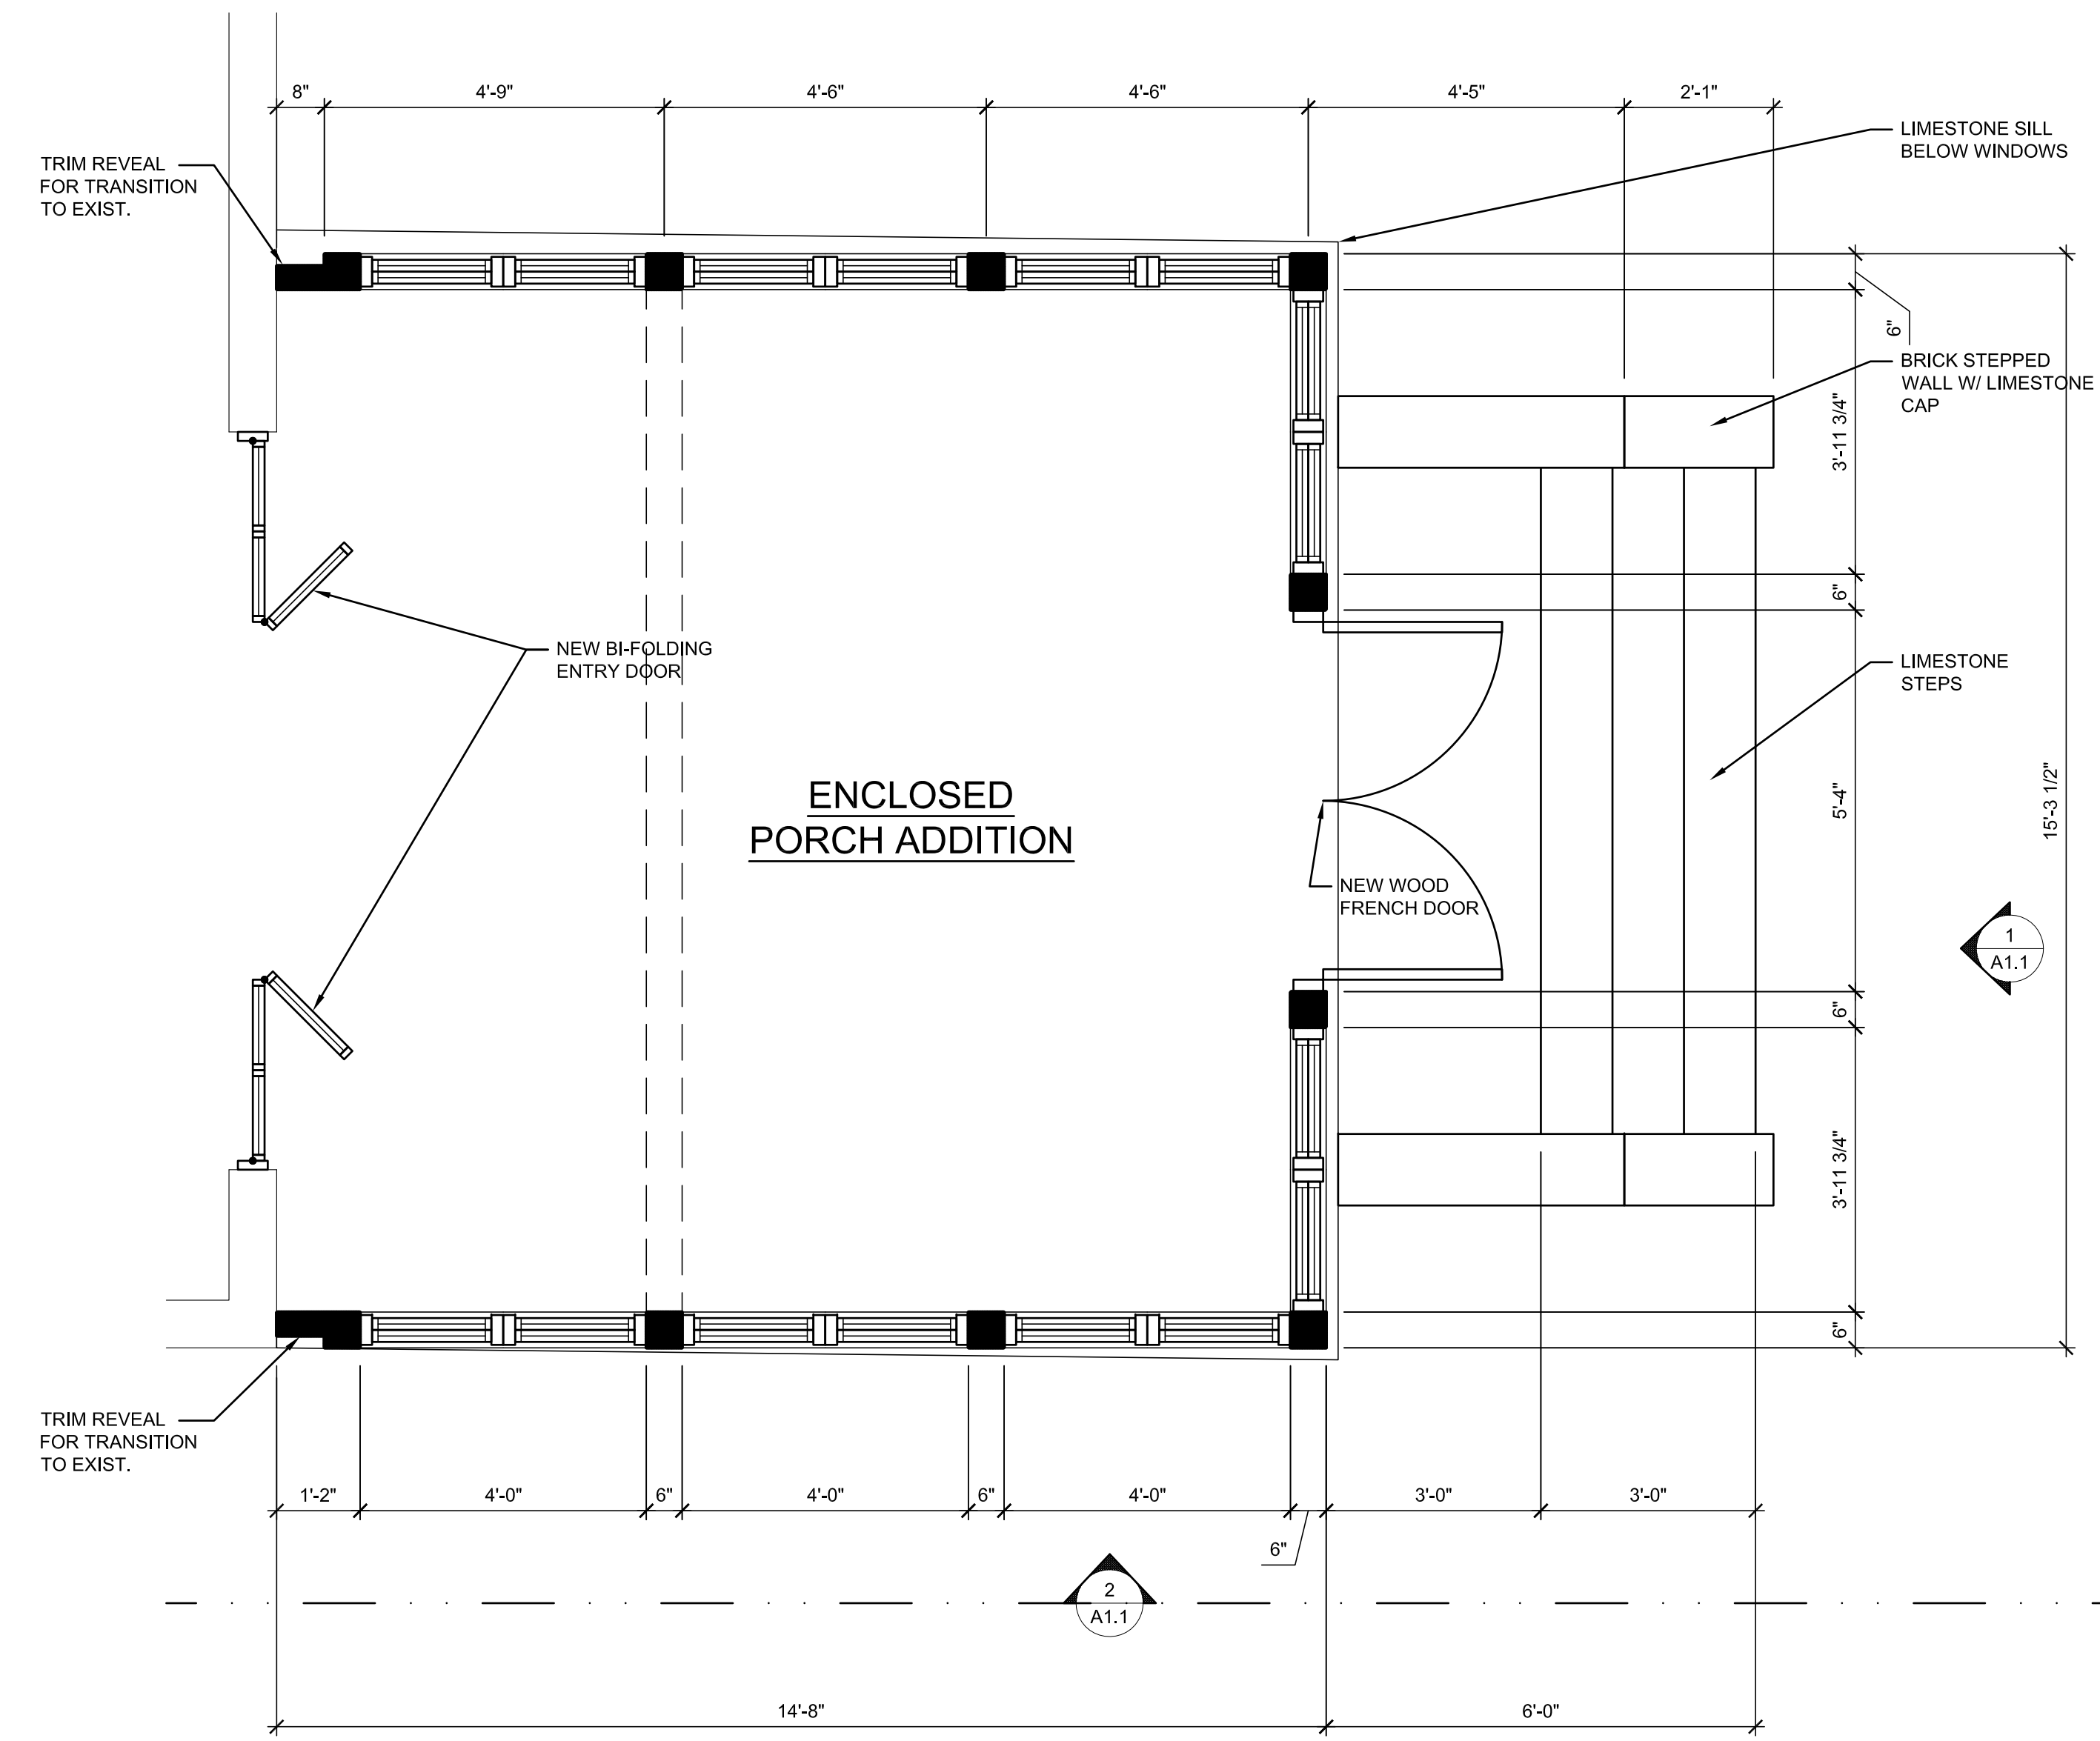 8" 4'-9" 4'-6" 4'-6" 4'-5" 2'-1"
LIMESTONE SILL
BELOW WINDOWS
TRIM REVEAL
FOR TRANSITION
TO EXIST.
6"
BRICK STEPPED
WALL W/ LIMESTONE
CAP
3'-11 3/4"
6"
NEW BI-FOLDING
ENTRY DOOR
LIMESTONE
STEPS
ENCLOSED
PORCH ADDITION
5'-4"
15'-3 1/2"
NEW WOOD
FRENCH DOOR
1
A1.1
6"
3'-11 3/4"
6"
TRIM REVEAL
FOR TRANSITION
TO EXIST.
1'-2" 4'-0" 6" 4'-0" 6" 4'-0" 3'-0" 3'-0"
6"
2
A1.1
14'-8" 6'-0"